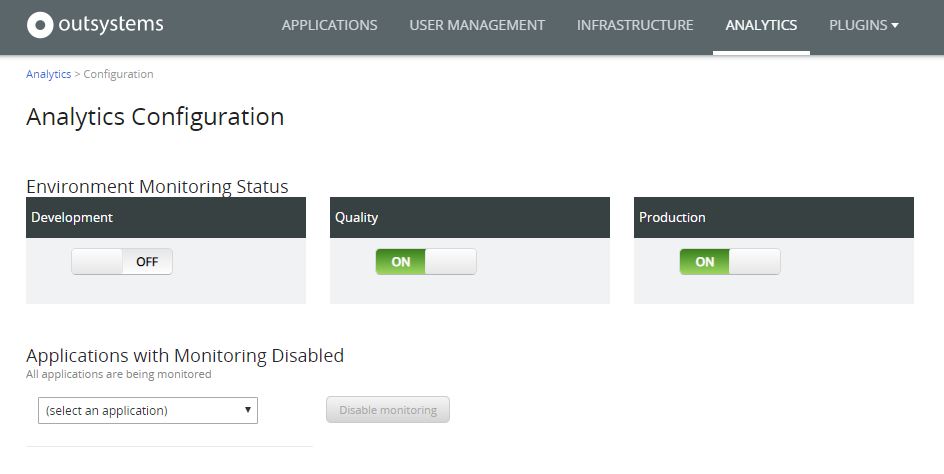 outsystems APPLICATIONS USER MANAGEMENT INFRASTRUCTURE ANALYTICS PLUGINS
Analytics > Configuration
Analytics Configuration
Environment Monitoring Status
Development Quality Production
OFF ON ON
Applications with Monitoring Disabled
All applications are being monitored
(select an application) Disable monitoring